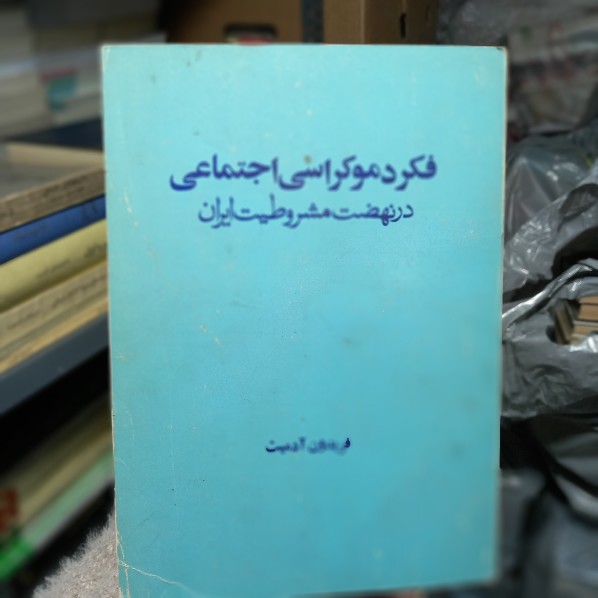 فکر دموکراسی اجتماعی
در نهضت مشروطیت ایران
فریدون آدمیت